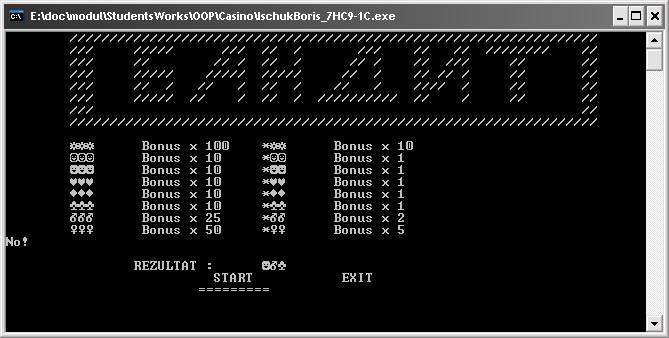 E:\doc\modul\StudentsWorks\OOP\Casino\IschukBoris_7HC9-1C.exe
БАНДИТ
☼☼☼ Bonus x 100 *☼☼ Bonus x 10
☺☺☺ Bonus x 10 *☺☺ Bonus x 1
☻☻☻ Bonus x 10 *☻☻ Bonus x 1
♥♥♥ Bonus x 10 *♥♥ Bonus x 1
♦♦♦ Bonus x 10 *♦♦ Bonus x 1
♣♣♣ Bonus x 10 *♣♣ Bonus x 1
♂♂♂ Bonus x 25 *♂♂ Bonus x 2
♀♀♀ Bonus x 50 *♀♀ Bonus x 5
No!
REZULTAT : ☻♂♣
START EXIT
=========